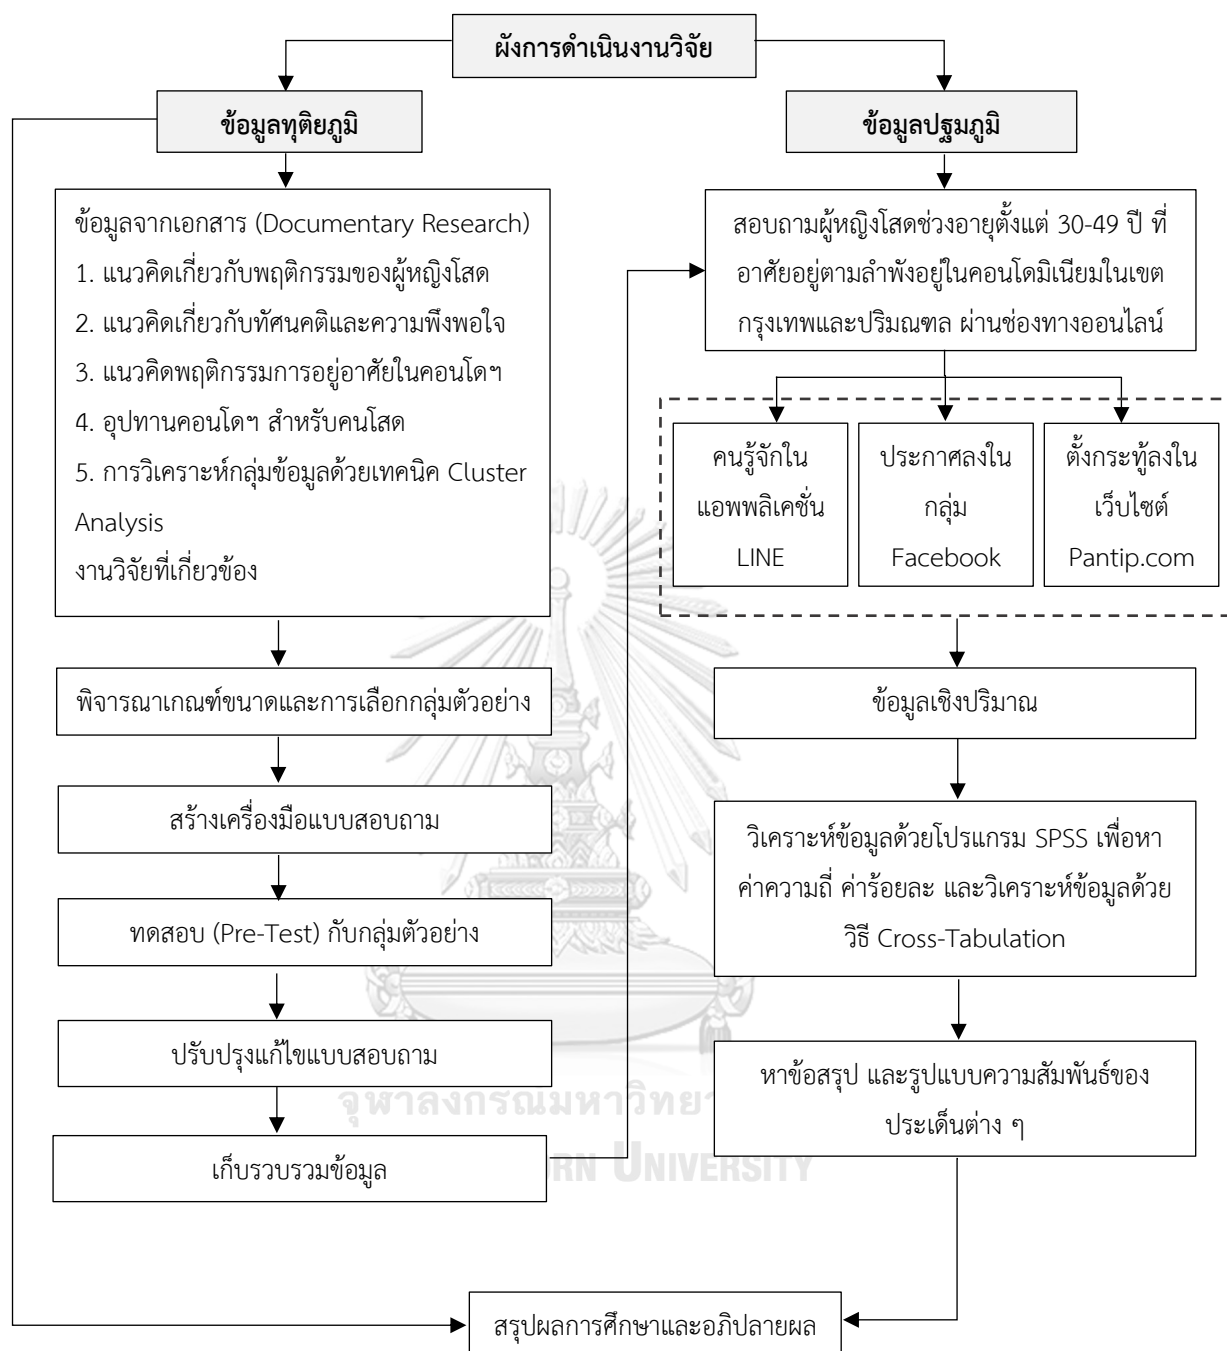 ผังการดำเนินงานวิจัย
ข้อมูลทุติยภูมิ
ข้อมูลจากเอกสาร (Documentary Research)
1. แนวคิดเกี่ยวกับพฤติกรรมของผู้หญิงโสด
2. แนวคิดเกี่ยวกับทัศนคติและความพึงพอใจ
3. แนวคิดพฤติกรรมการอยู่อาศัยในคอนโดฯ
4. อุปทานคอนโดฯ สำหรับคนโสด
5. การวิเคราะห์กลุ่มข้อมูลด้วยเทคนิค Cluster
Analysis
งานวิจัยที่เกี่ยวข้อง
พิจารณาเกณฑ์ขนาดและการเลือกกลุ่มตัวอย่าง
สร้างเครื่องมือแบบสอบถาม
ทดสอบ (Pre-Test) กับกลุ่มตัวอย่าง
ปรับปรุงแก้ไขแบบสอบถาม
เก็บรวบรวมข้อมูล
ข้อมูลปฐมภูมิ
สอบถามผู้หญิงโสดช่วงอายุตั้งแต่ 30-49 ปี ที่
อาศัยอยู่ตามลำพังอยู่ในคอนโดมิเนียมในเขต
กรุงเทพและปริมณฑล ผ่านช่องทางออนไลน์
คนรู้จักใน
แอพพลิเคชั่น
LINE
ประกาศลงใน
กลุ่ม
Facebook
ตั้งกระทู้ลงใน
เว็บไซต์
Pantip.com
ข้อมูลเชิงปริมาณ
วิเคราะห์ข้อมูลด้วยโปรแกรม SPSS เพื่อหา
ค่าความถี่ ค่าร้อยละ และวิเคราะห์ข้อมูลด้วย
วิธี Cross-Tabulation
หาข้อสรุป และรูปแบบความสัมพันธ์ของ
ประเด็นต่าง ๆ
สรุปผลการศึกษาและอภิปลายผล
จุฬาลงกรณ์มหาวิทยา
RN UNIVERSITY